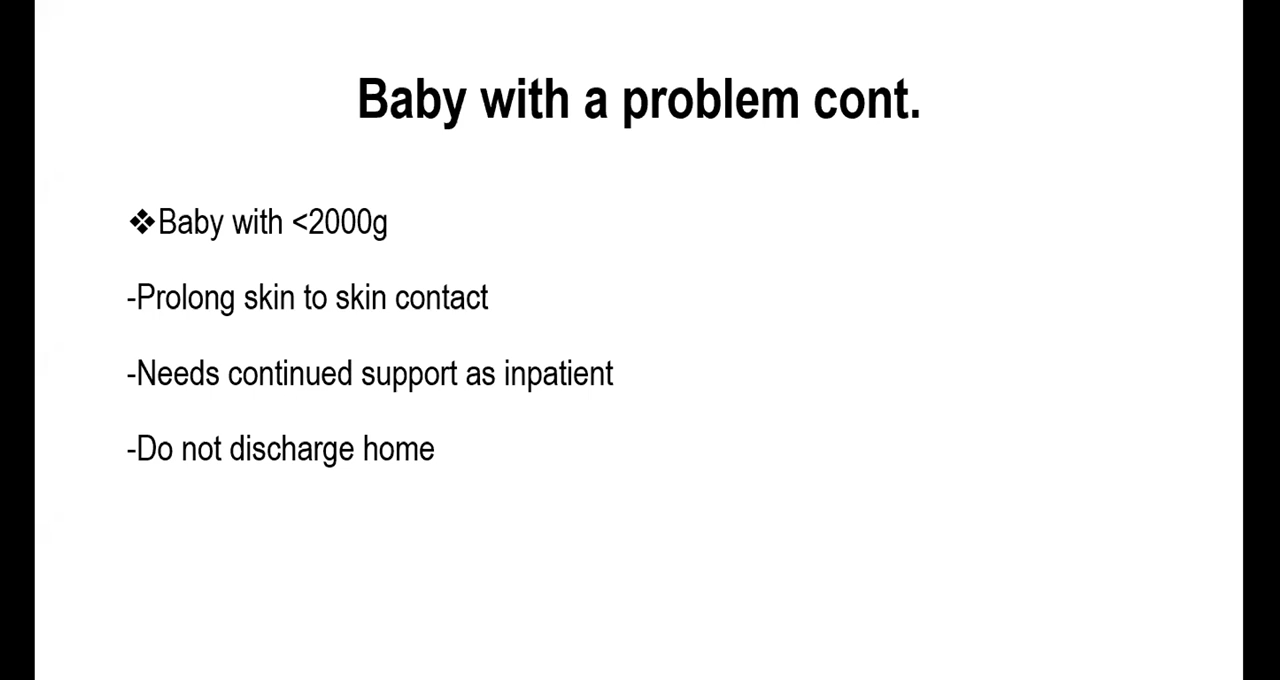 Baby with a problem cont.
❖Baby with <2000g
-Prolong skin to skin contact
-Needs continued support as inpatient
-Do not discharge home